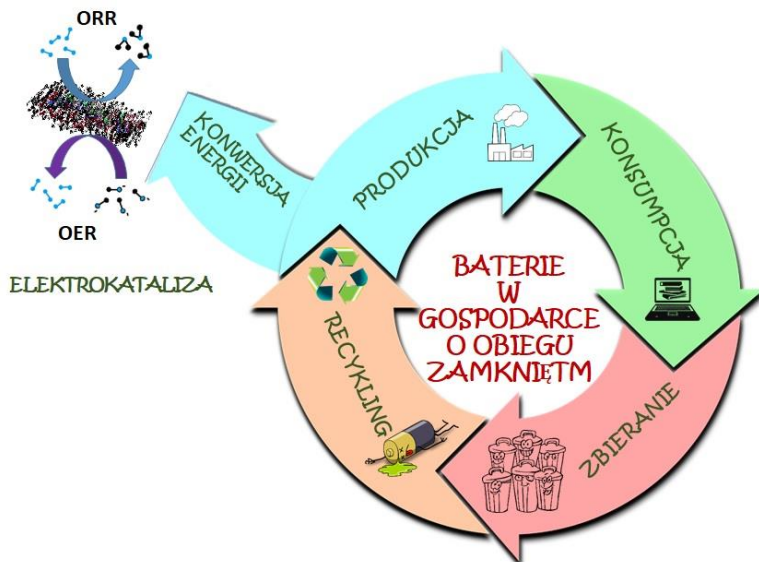 ORR
OER
ELEKTROKATALIZA
KONWERSJA
ENERGII
PRODUKCJA
KONSUMPCJA
ZBIERANIE
RECYKLING
BATERIE
W
GOSPODARCE
O OBIEGU
ZAMKNIĘTM